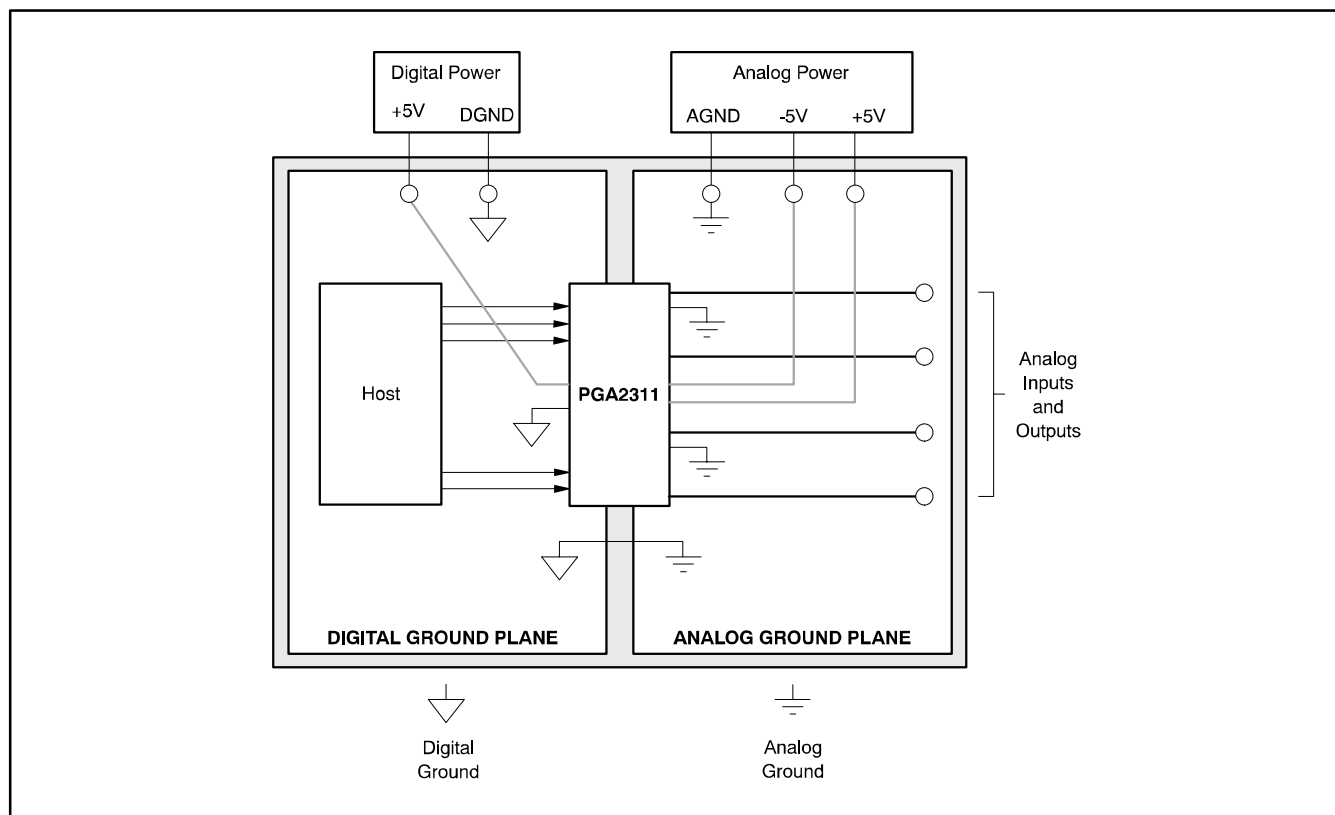 Digital Power
+5V DGND
Analog Power
AGND -5V +5V
Host
PGA2311
Analog
Inputs
and
Outputs
DIGITAL GROUND PLANE
ANALOG GROUND PLANE
Digital
Ground
Analog
Ground